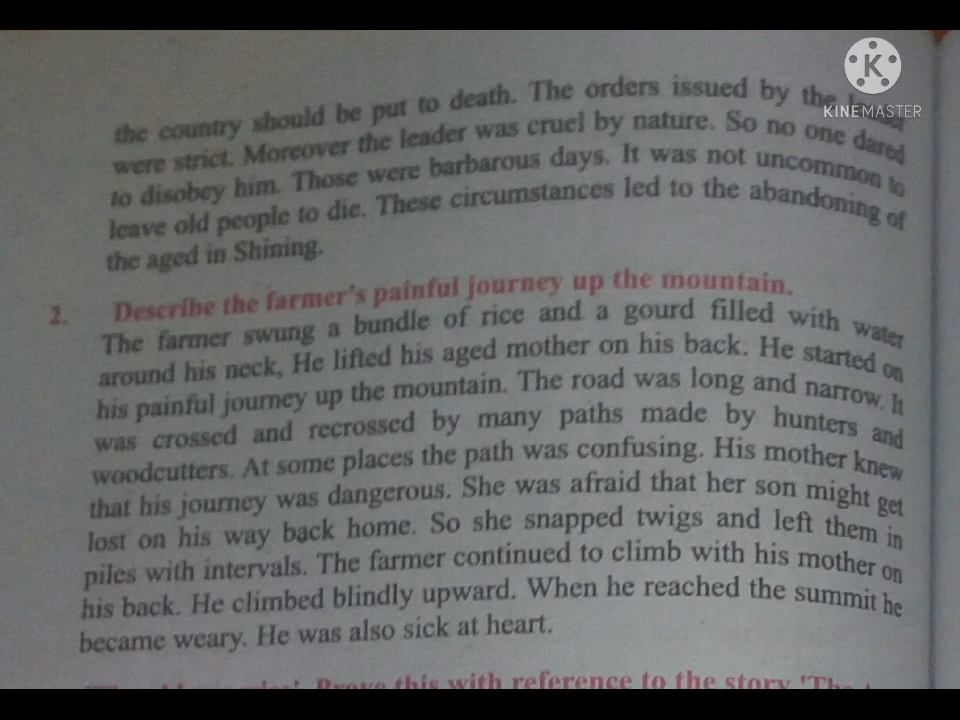 K
KINEMASTER
the country should be put to death. The orders issued by the
were strict. Moreover the leader was cruel by nature. So no one dared
to disobey him. Those were barbarous days. It was not uncommon to
leave old people to die. These circumstances led to the abandoning of
the aged in Shining.
2. Describe the farmer's painful journey up the mountain.
The farmer swung a bundle of rice and a gourd filled with water
around his neck, He lifted his aged mother on his back. He started on
his painful journey up the mountain. The road was long and narrow. It
was crossed and recrossed by many paths made by hunters and
woodcutters. At some places the path was confusing. His mother knew
that his journey was dangerous. She was afraid that her son might get
lost on his way back home. So she snapped twigs and left them in
piles with intervals. The farmer continued to climb with his mother on
his back. He climbed blindly upward. When he reached the summit he
became weary. He was also sick at heart.
Prove this with reference to the story